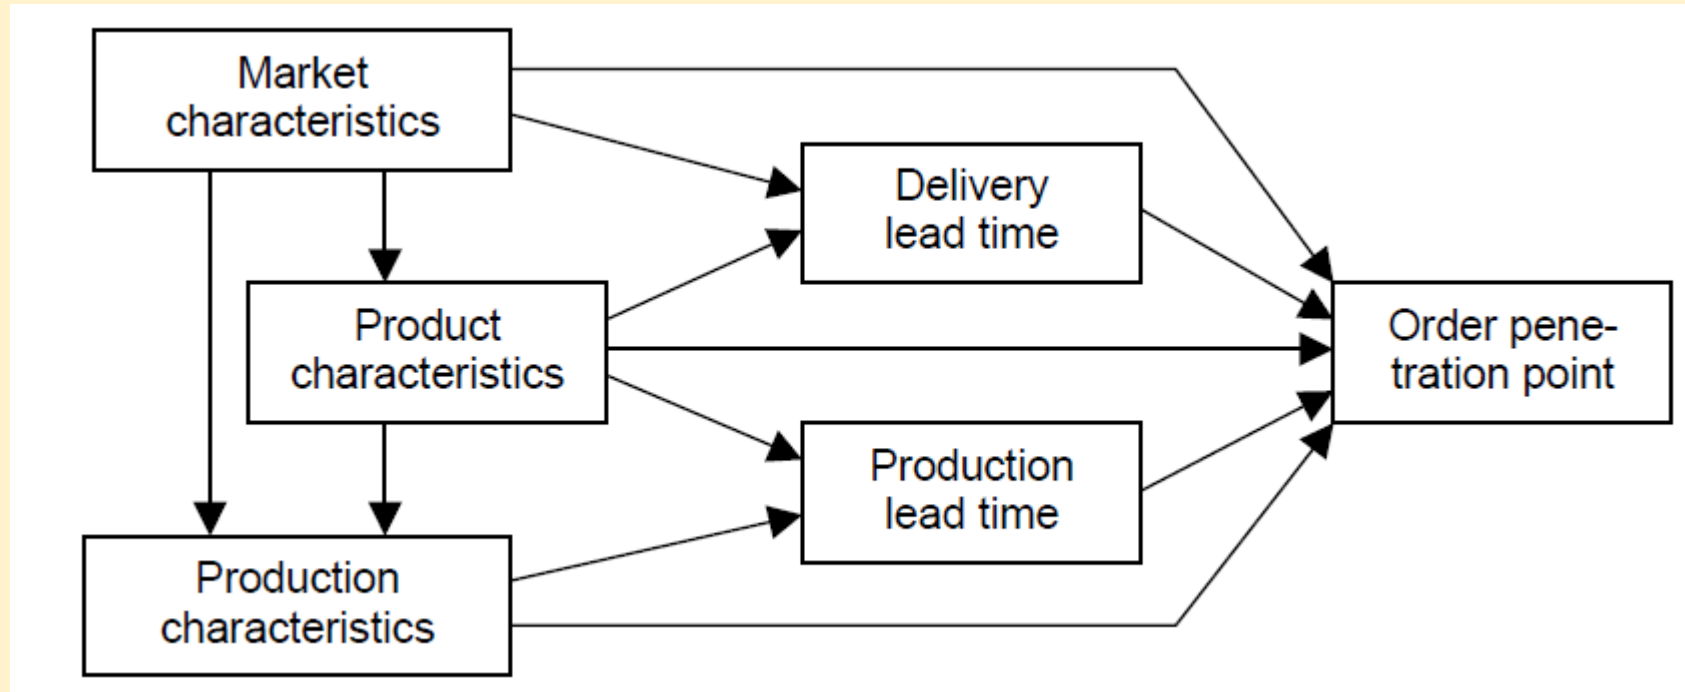 Market
characteristics
Delivery
lead time
Product
characteristics
Order pene-
tration point
Production
lead time
Production
characteristics